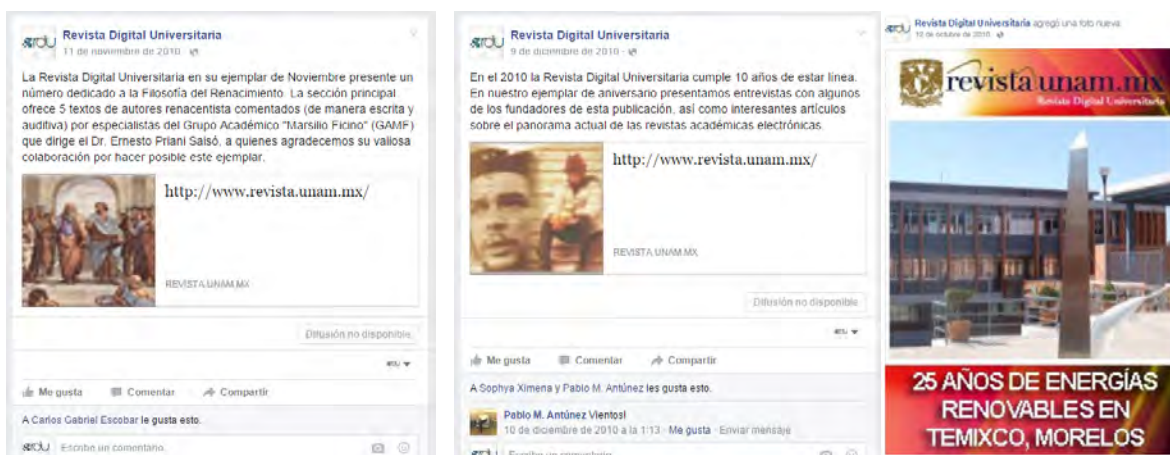 Revista Digital Universitaria
11 de noviembre de 2010
La Revista Digital Universitaria en su ejemplar de Noviembre presente un
número dedicado a la Filosofía del Renacimiento. La sección principal
ofrece 5 textos de autores renacentista comentados (de manera escrita y
auditiva) por especialistas del Grupo Académico "Marsilio Ficino" (GAMF)
que dirige el Dr. Ernesto Priani Saisó, a quienes agradecemos su valiosa
colaboración por hacer posible este ejemplar.
http://www.revista.unam.mx/
REVISTA.UNAM.MX
Difusión no disponible
Me gusta Comentar Compartir
A Carlos Gabriel Escobar le gusta esto.
Escribe un comentario...
Revista Digital Universitaria
9 de diciembre de 2010
En el 2010 la Revista Digital Universitaria cumple 10 años de estar línea.
En nuestro ejemplar de aniversario presentamos entrevistas con algunos
de los fundadores de esta publicación, así como interesantes artículos
sobre el panorama actual de las revistas académicas electrónicas
http://www.revista.unam.mx/
REVISTA.UNAM.MX
Difusión no disponible
Me gusta Comentar Compartir
A Sophya Ximena y Pablo M. Antúnez les gusta esto.
Pablo M. Antúnez Vientos!
10 de diciembre de 2010 a la 1:13 · Me gusta · Enviar mensaje
Escribe un comentario
Revista Digital Universitaria agregó una foto nueva.
de octubre de 2010
revista.unam.mx
Revista Digital Universitaria
25 AÑOS DE ENERGÍAS
RENOVABLES EN
TEMIXCO, MORELOS